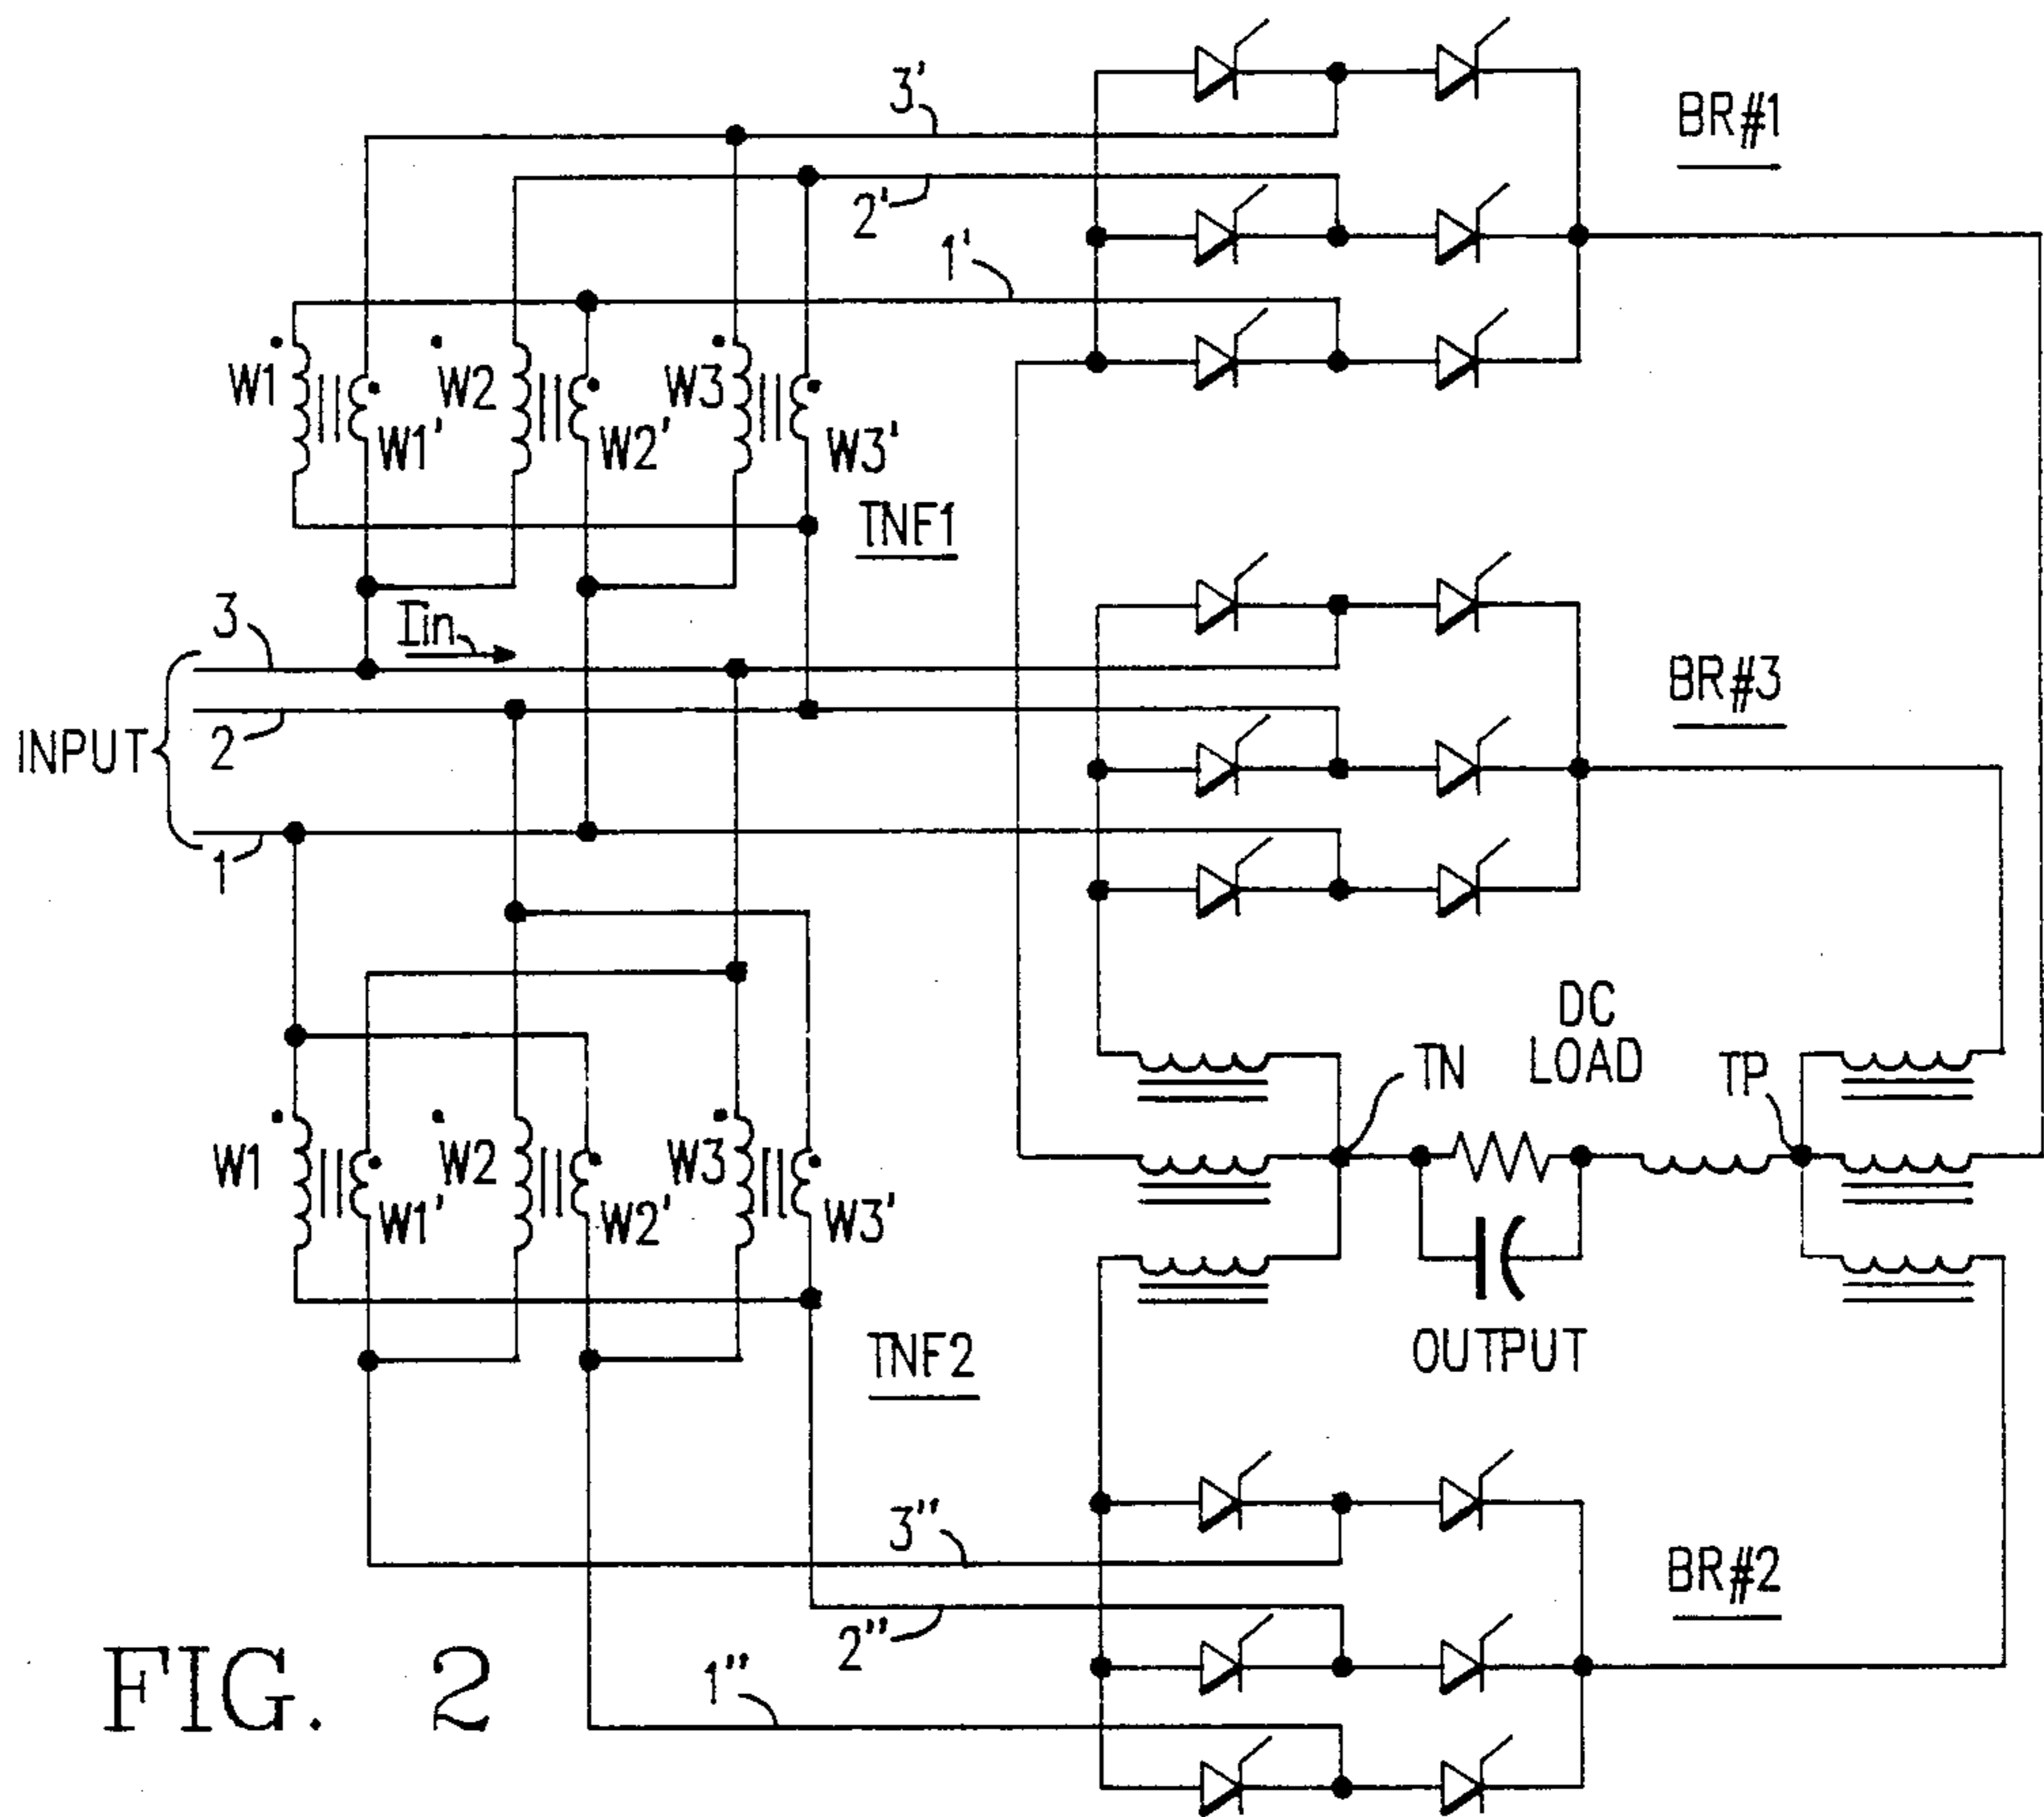 3'
BR#1
2'
1'
W1
W1'
W2
W2'
W3
W3'
TNF1
3
Iin
BR#3
INPUT
2
1
DC
LOAD
TN
TP
W1
W1'
W2
W2'
W3
W3'
TNF2
OUTPUT
3"
BR#2
2"
1"
FIG. 2